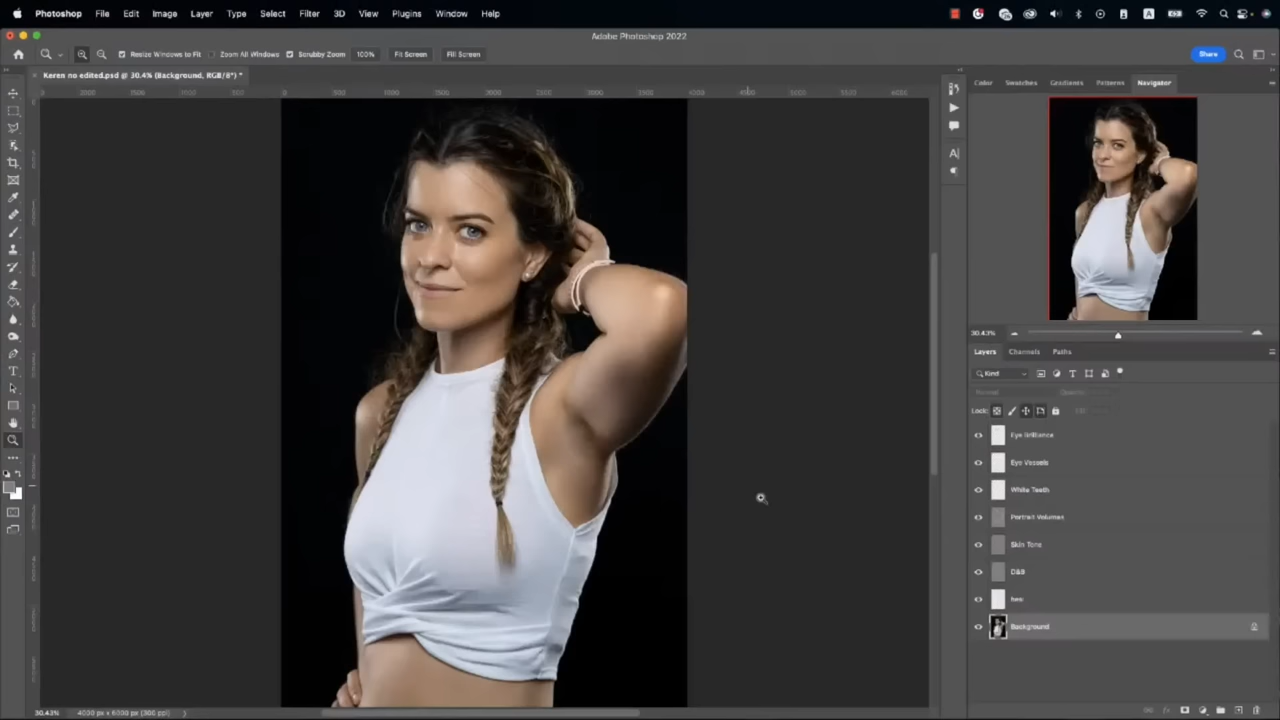 Photoshop File Edit Image Layer Type Select Filter 3D View Plugins Window Help
Adobe Photoshop 2022
Resize Windows to Fit Zoom All Windows Scrubby Zoom 100% Fit Screen Fill Screen Share
Keren no edited.psd @ 30.4% (Background, RGB/8*) *
Color Swatches Gradients Patterns Navigator
30.43%
Layers Channels Paths
Kind
Normal Opacity:
Lock: Fill:
Eye Brilliance
Eye Vessels
White Teeth
Portrait Volumes
Skin Tone
D&B
Background
30.43% 4000 px x 6000 px (300 ppi)